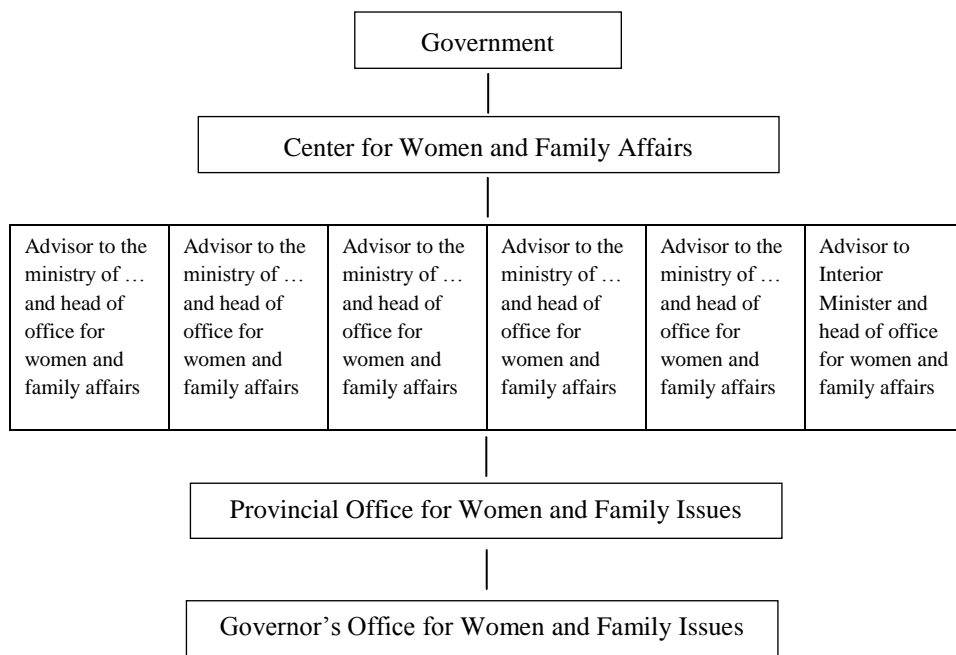 Government
Center for Women and Family Affairs
Advisor to the
ministry of …
and head of
office for
women and
family affairs
Advisor to the
ministry of …
and head of
office for
women and
family affairs
Advisor to the
ministry of …
and head of
office for
women and
family affairs
Advisor to the
ministry of …
and head of
office for
women and
family affairs
Advisor to the
ministry of …
and head of
office for
women and
family affairs
Advisor to
Interior
Minister and
head of office
for women and
family affairs
Provincial Office for Women and Family Issues
Governor’s Office for Women and Family Issues